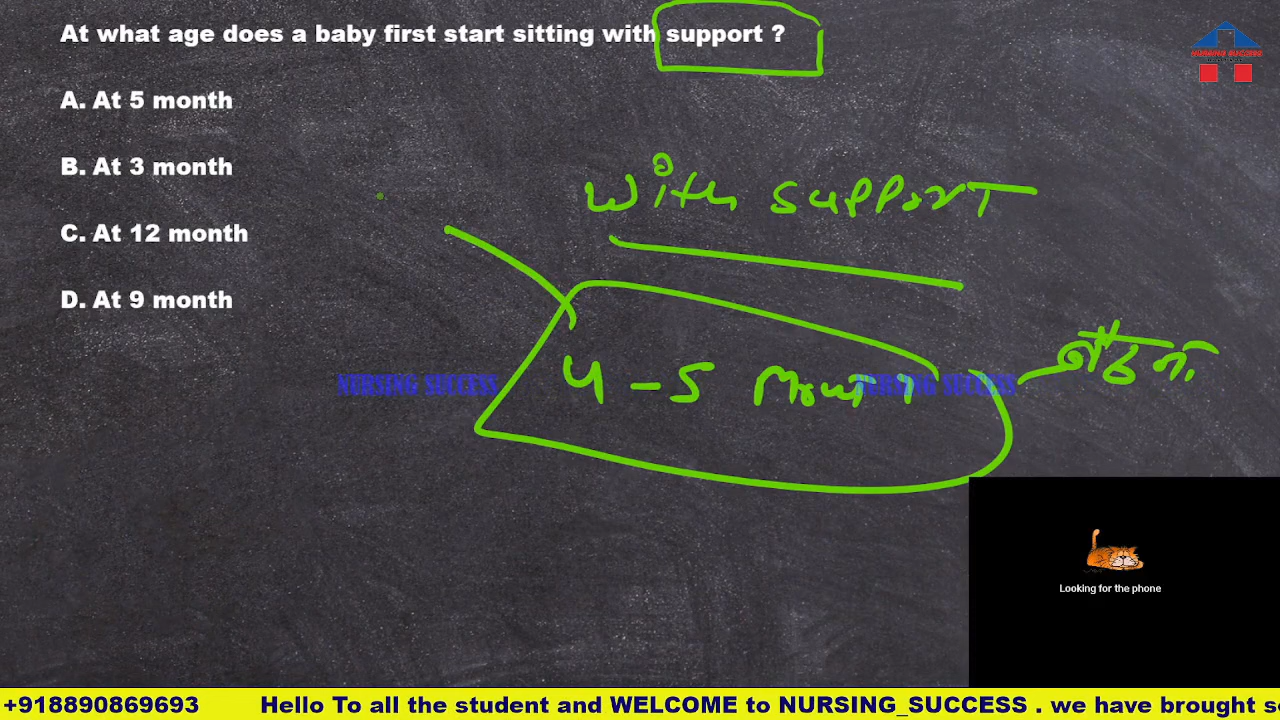 At what age does a baby first start sitting with support ?
NURSING SUCCESS
A. At 5 month
B. At 3 month
C. At 12 month
D. At 9 month
With support
4-5 Month
NURSING SUCCESS
NURSING SUCCESS
Looking for the phone
+918890869693 Hello To all the student and WELCOME to NURSING_SUCCESS . we have brought